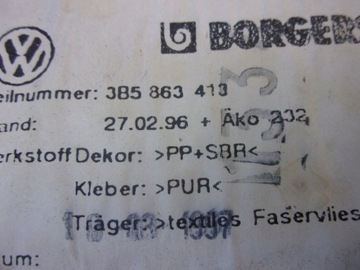 BORGERS
eilnummer: 3B5 863 413
and: 27.02.96 + Äko 232
erkstoff Dekor: >PP+SBR<
Kleber: >PUR<
Träger: >textiles Faservlies
um: